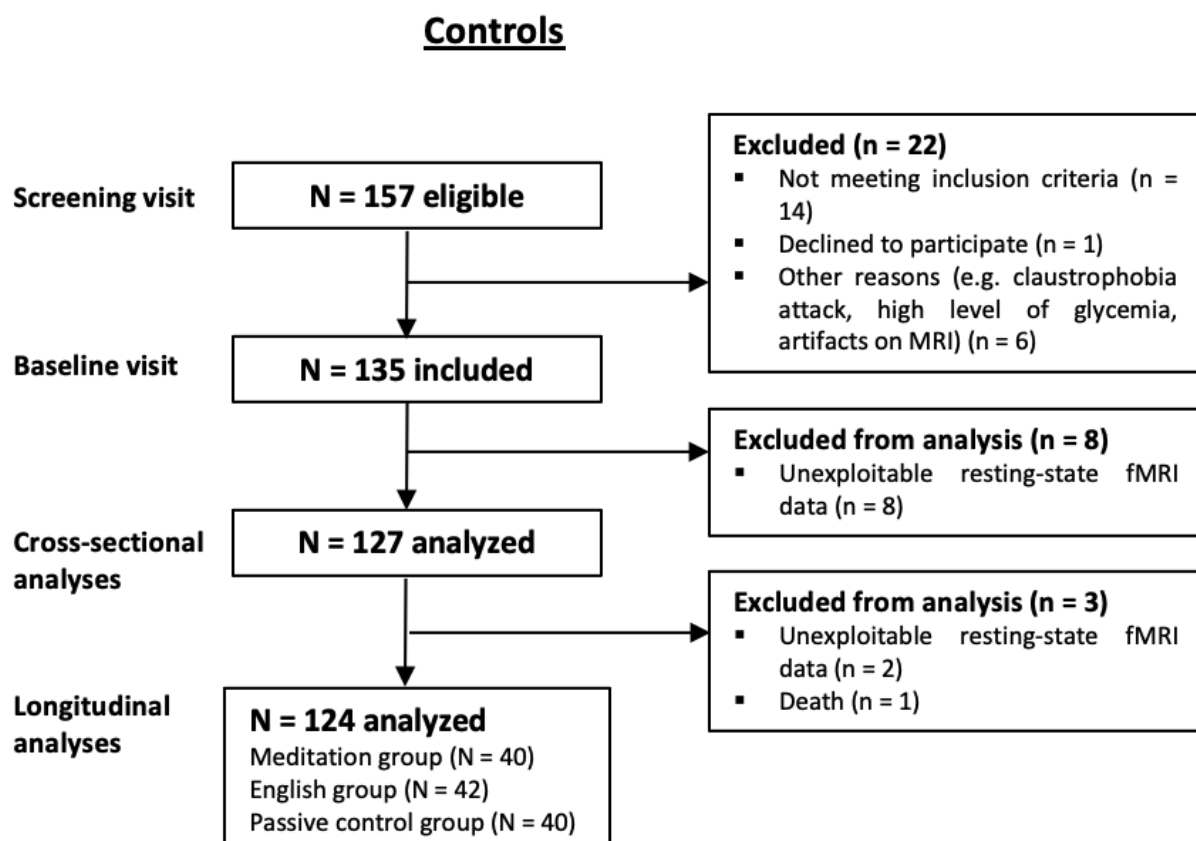 Controls
Screening visit
N = 157 eligible
Excluded (n = 22)
▪ Not meeting inclusion criteria (n =
14)
▪ Declined to participate (n = 1)
▪ Other reasons (e.g. claustrophobia
attack, high level of glycemia,
artifacts on MRI) (n = 6)
Baseline visit
N = 135 included
Excluded from analysis (n = 8)
▪ Unexploitable resting-state fMRI
data (n = 8)
Cross-sectional
analyses
N = 127 analyzed
Excluded from analysis (n = 3)
▪ Unexploitable resting-state fMRI
data (n = 2)
▪ Death (n = 1)
Longitudinal
analyses
N = 124 analyzed
Meditation group (N = 40)
English group (N = 42)
Passive control group (N = 40)